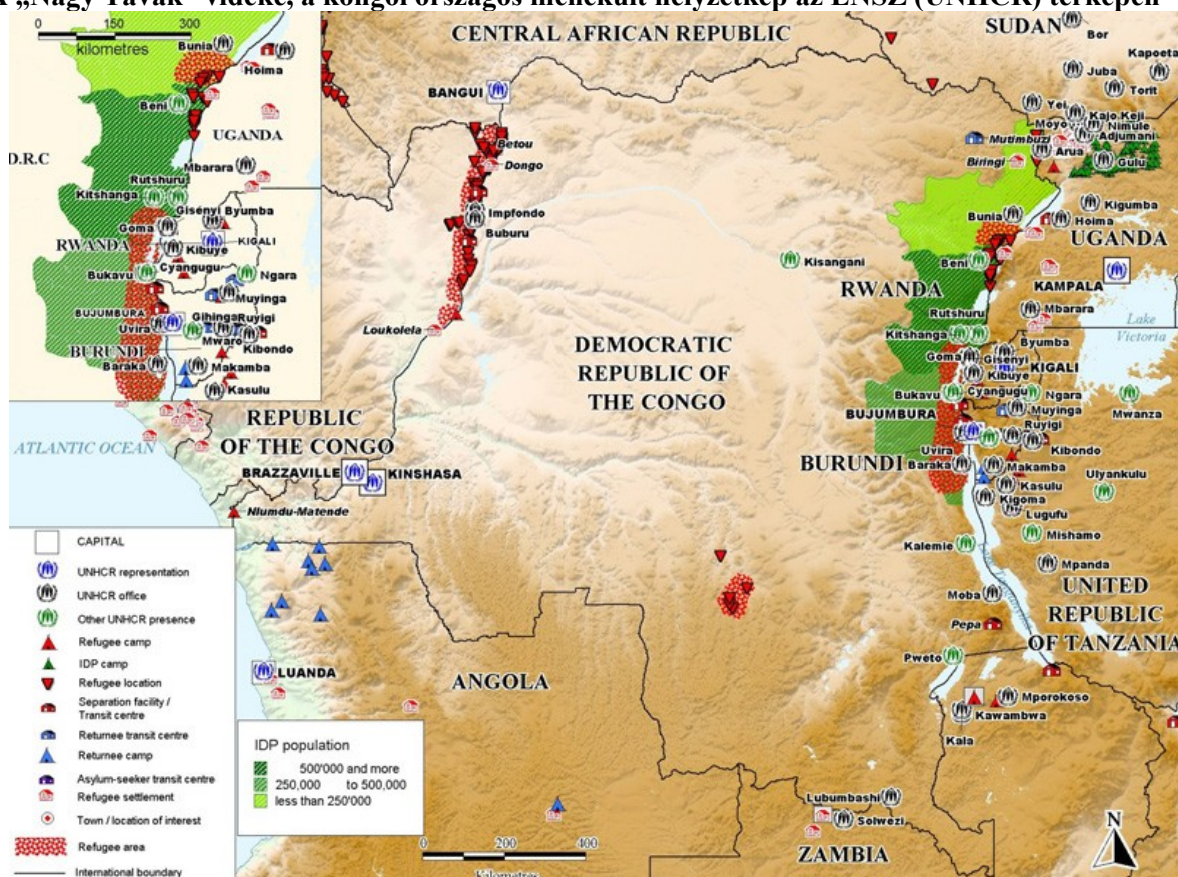 A „Nagy Tavak” vidéke, a kongói országos menekült helyzetkép az ENSZ (UNHCR) térképén
0 150 300
kilometres
Bunia
Hoima
Beni
UGANDA
D.R.C
Mbarara
Rutshuru
Kitshanga
Gisényi Byumba
Goma
RWANDA
KIGALI
Kibuye
Bukavu
Cyangugu
Ngara
Muyinga
BUJUMBURA
Gihinga Ruyigi
Uvira
Mwaro
BURUNDI
Kibondo
Baraka
Makamba
Kasulu
CENTRAL AFRICAN REPUBLIC
SUDAN
Bor
Kapoeta
Juba
Torit
BANGUI
Yei
Kajo Keji
Moyo
Nimule
Mutimbuzi
Adjumani
Betou
Biringi
Arua
Gulu
Dongo
Kigumba
Impfondo
Bunia
Hoima
Buburu
UGANDA
Kisangani
Beni
KAMPALA
RWANDA
Rutshuru
Mbarara
Lake
Victoria
Loukolela
Kitshanga
Byumba
DEMOCRATIC
REPUBLIC OF
THE CONGO
Goma
Gisenyi
Kibuye
KIGALI
Bukavu
Cyangugu
Ngara
Mwanza
BUJUMBURA
Muyinga
REPUBLIC
OF THE CONGO
Ruyigi
ATLANTIC OCEAN
Uvira
Kibondo
BURUNDI
Baraka
Makamba
Ulyankulu
BRAZZAVILLE
KINSHASA
Kasulu
Kigoma
Lugufu
Nlumdu-Matende
Mishamo
Kalemie
Mpanda
UNITED
REPUBLIC
OF TANZANIA
Moba
Pepa
Pweto
LUANDA
ANGOLA
Mporokoso
Kawambwa
Kala
Lubumbashi
Solwezi
ZAMBIA
N
CAPITAL
UNHCR representation
UNHCR office
Other UNHCR presence
Refugee camp
IDP camp
Refugee location
Separation facility /
Transit centre
Returnee transit centre
Returnee camp
Asylum-seeker transit centre
Refugee settlement
Town / location of interest
Refugee area
International boundary
IDP population
500'000 and more
250,000 to 500,000
less than 250'000
0 200 400
Kilometres